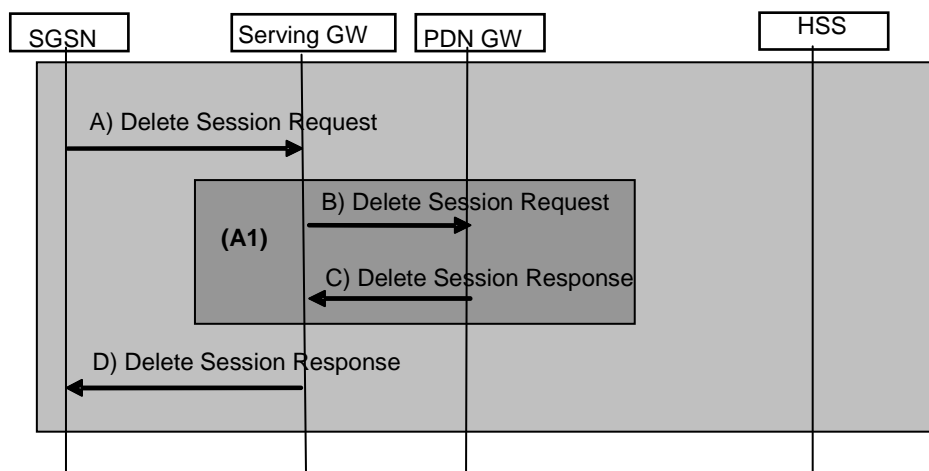 SGSN
Serving GW
PDN GW
HSS
A) Delete Session Request
B) Delete Session Request
(A1)
C) Delete Session Response
D) Delete Session Response